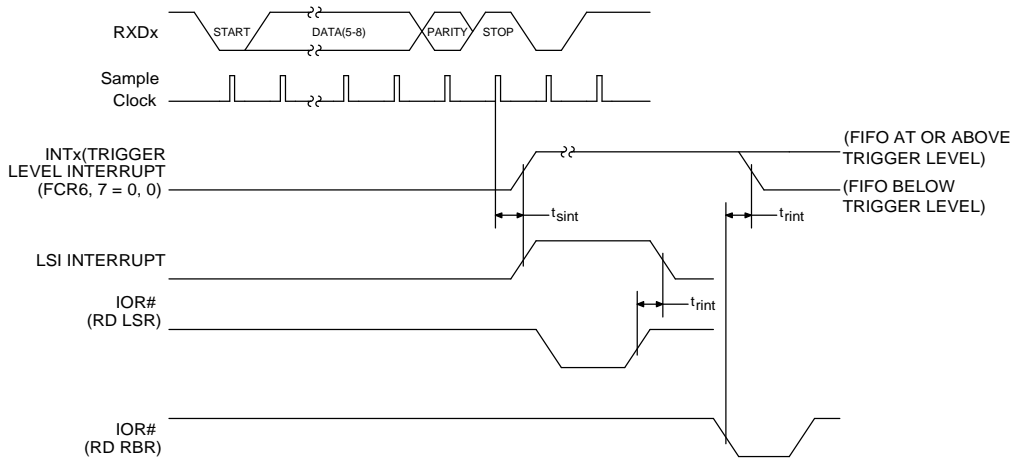 RXDx
START
DATA(5-8)
PARITY
STOP
Sample
Clock
INTx(TRIGGER
LEVEL INTERRUPT
(FCR6, 7 = 0, 0)
(FIFO AT OR ABOVE
TRIGGER LEVEL)
(FIFO BELOW
TRIGGER LEVEL)
tsint
trint
LSI INTERRUPT
IOR#
(RD LSR)
trint
IOR#
(RD RBR)